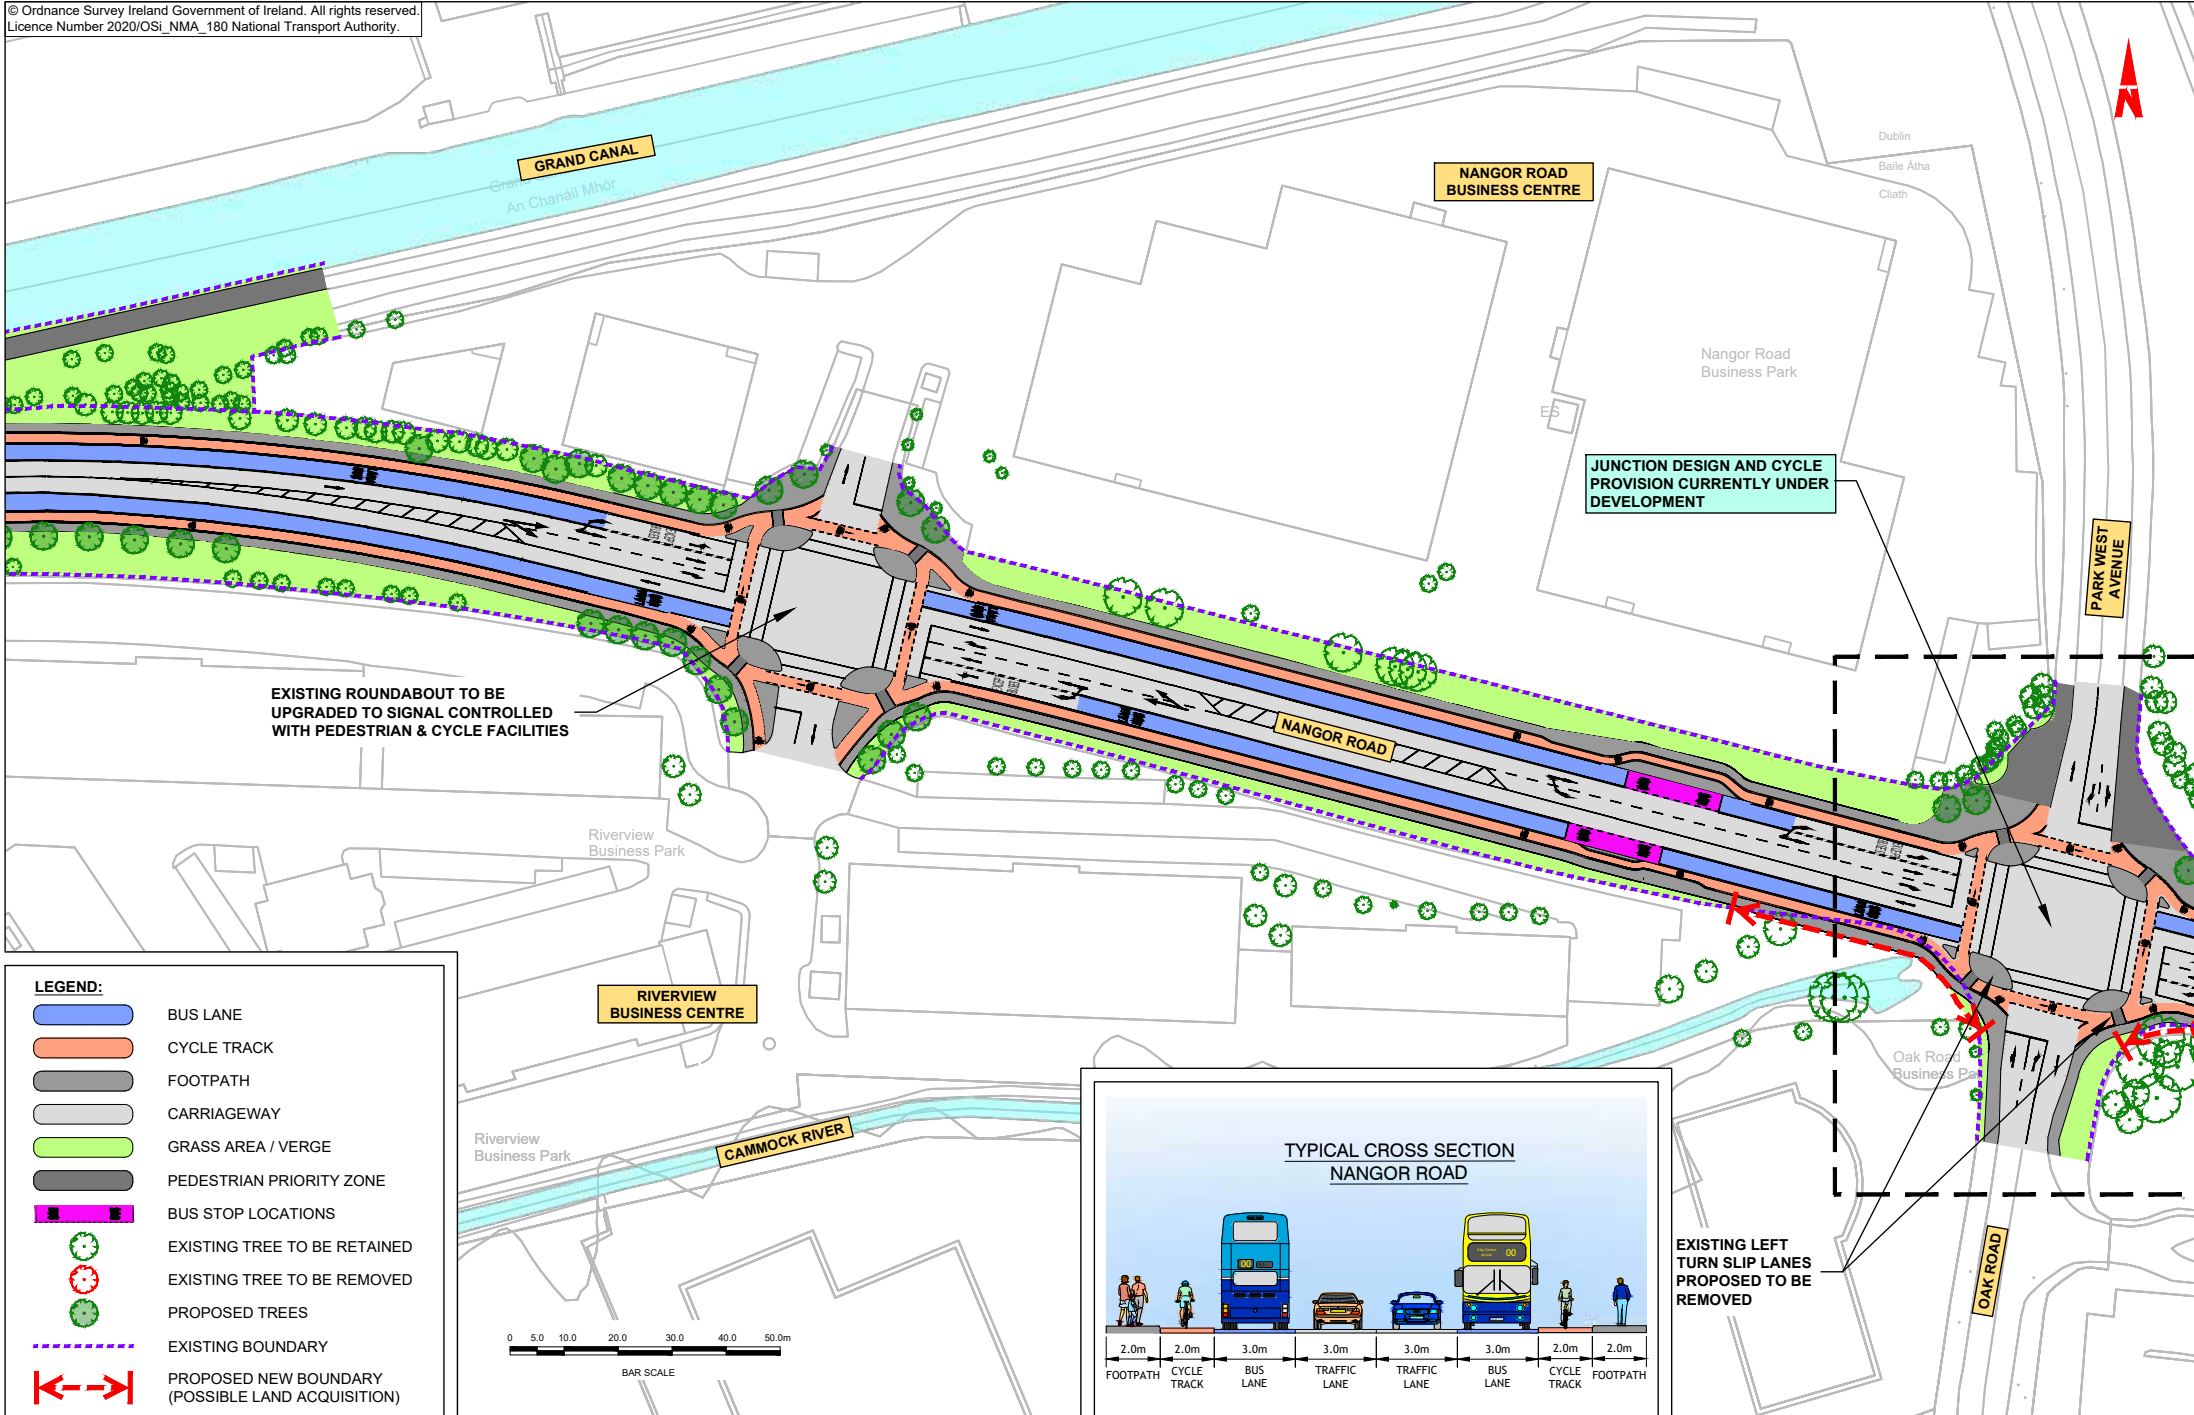 © Ordnance Survey Ireland Government of Ireland. All rights reserved.
Licence Number 2020/OSi_NMA_180 National Transport Authority.
GRAND CANAL
An Chanáil Mhór
NANGOR ROAD
BUSINESS CENTRE
Dublin
Baile Átha
Cliath
Nangor Road
Business Park
ES
JUNCTION DESIGN AND CYCLE
PROVISION CURRENTLY UNDER
DEVELOPMENT
PARK WEST
AVENUE
EXISTING ROUNDABOUT TO BE
UPGRADED TO SIGNAL CONTROLLED
WITH PEDESTRIAN & CYCLE FACILITIES
NANGOR ROAD
Riverview
Business Park
RIVERVIEW
BUSINESS CENTRE
Oak Road
Business Pa
Riverview
Business Park
CAMMOCK RIVER
EXISTING LEFT
TURN SLIP LANES
PROPOSED TO BE
REMOVED
OAK ROAD
LEGEND:
BUS LANE
CYCLE TRACK
FOOTPATH
CARRIAGEWAY
GRASS AREA / VERGE
PEDESTRIAN PRIORITY ZONE
BUS STOP LOCATIONS
EXISTING TREE TO BE RETAINED
EXISTING TREE TO BE REMOVED
PROPOSED TREES
EXISTING BOUNDARY
PROPOSED NEW BOUNDARY
(POSSIBLE LAND ACQUISITION)
0 5.0 10.0 20.0 30.0 40.0 50.0m
BAR SCALE
TYPICAL CROSS SECTION
NANGOR ROAD
00
00
2.0m 2.0m 3.0m 3.0m 3.0m 3.0m 2.0m 2.0m
FOOTPATH CYCLE BUS TRAFFIC TRAFFIC BUS CYCLE FOOTPATH
TRACK LANE LANE LANE LANE TRACK
N